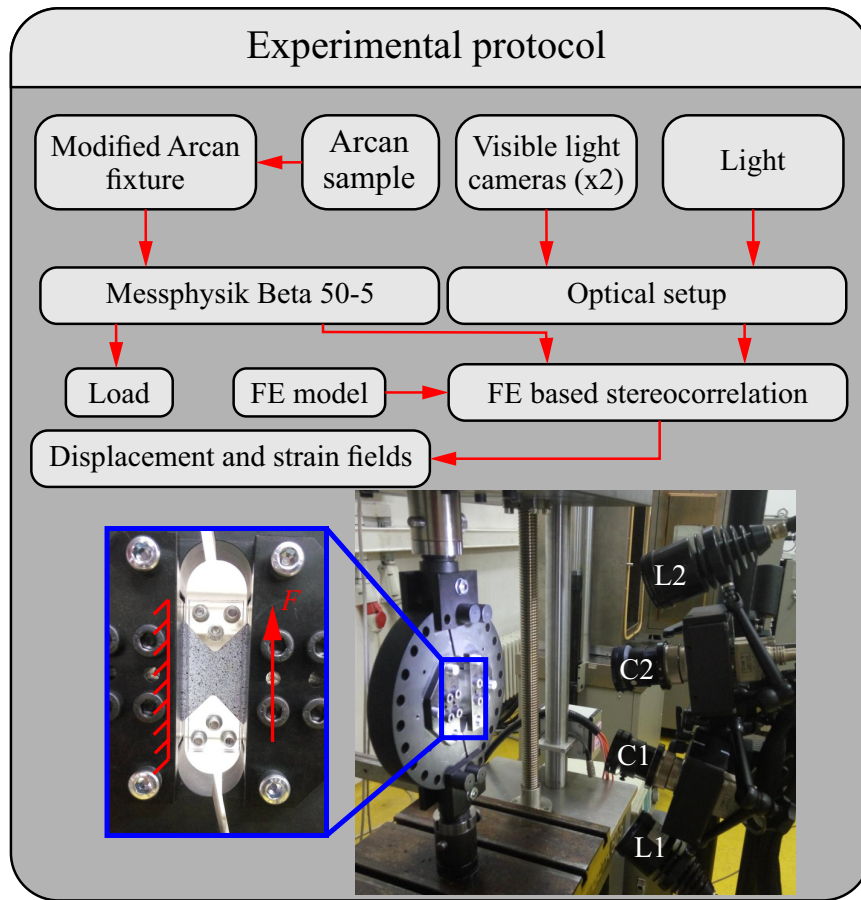 Experimental protocol
Modified Arcan
fixture
Arcan
sample
Visible light
cameras (x2)
Light
Messphysik Beta 50-5
Optical setup
Load
FE model
FE based stereocorrelation
Displacement and strain fields
F
L2
C2
C1
L1